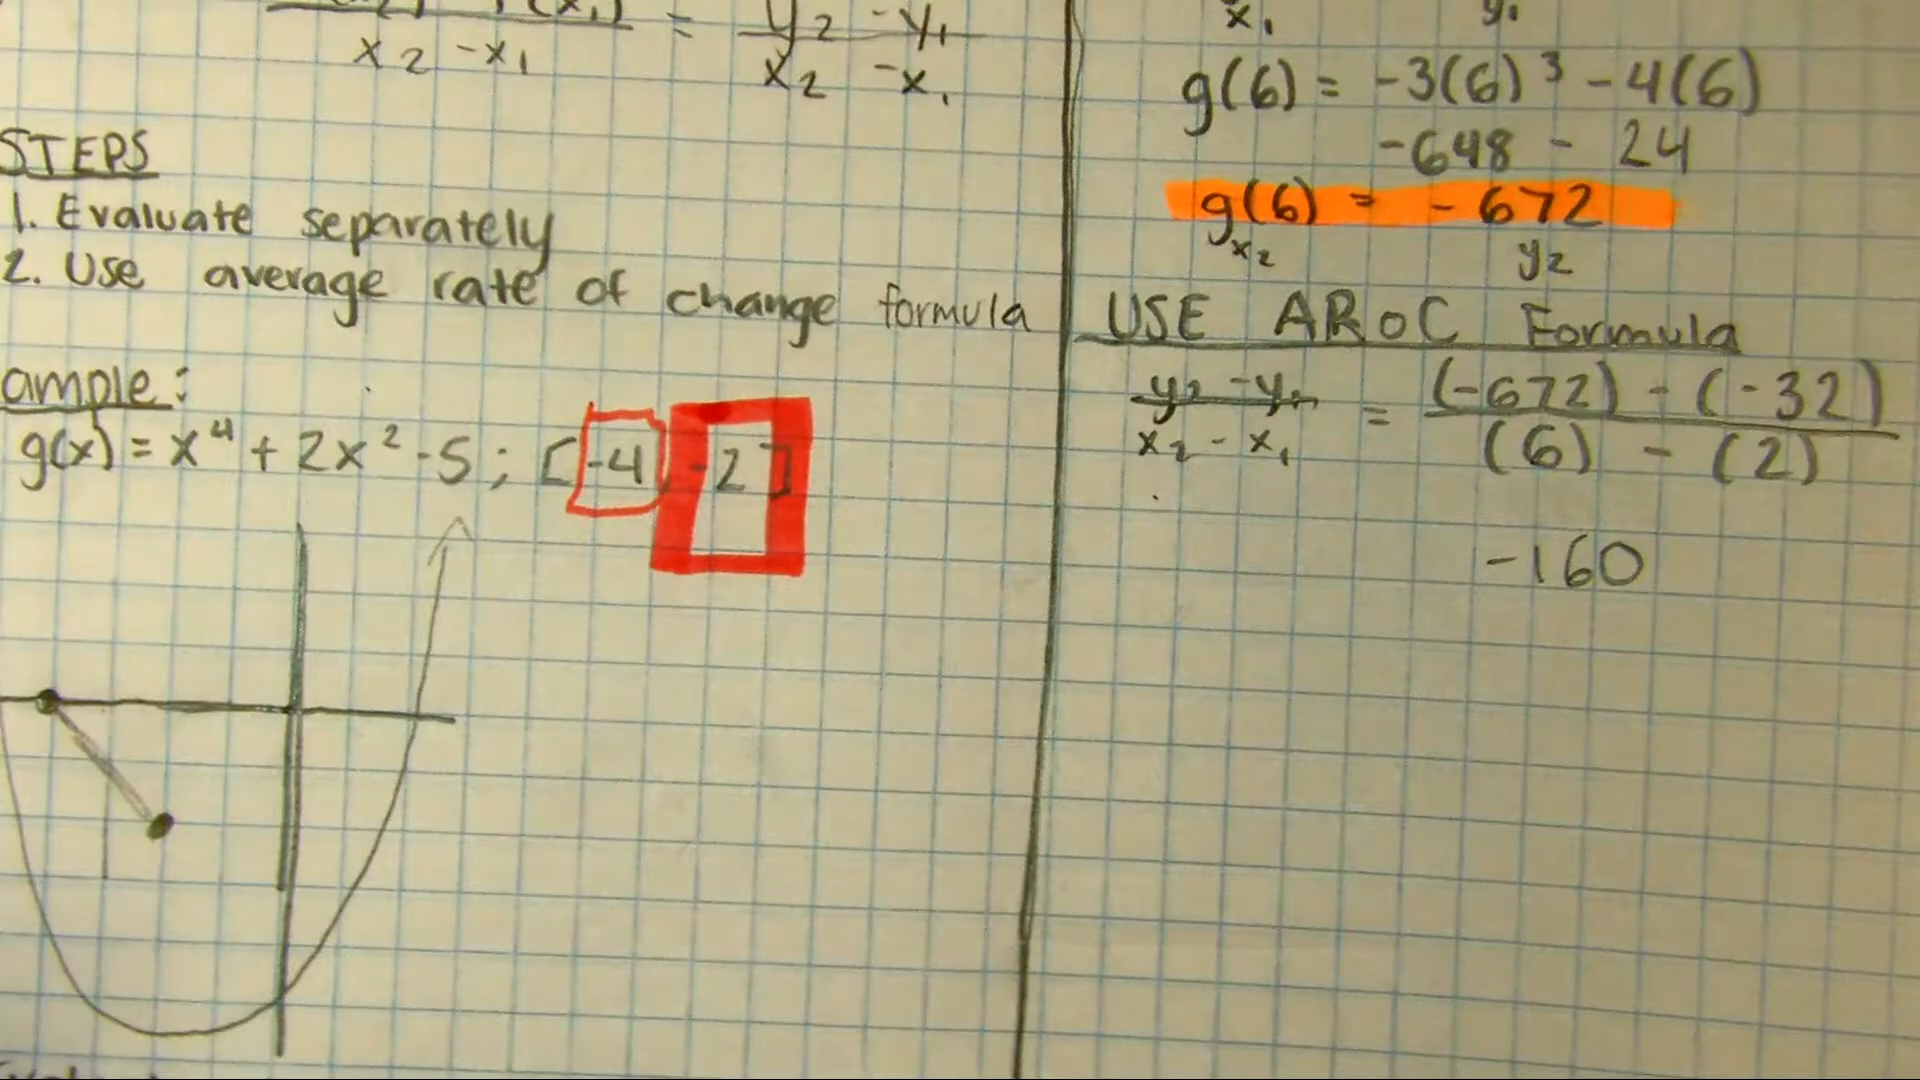 x2 - x1 = y2 - y1
x2 - x1
STEPS
1. Evaluate separately
2. Use average rate of change formula
ample:
g(x) = x⁴ + 2x² - 5 ; [-4, -2]
x1 y1
g(6) = -3(6)³ - 4(6)
-648 - 24
g(6) = -672
x2 y2
USE ARoC Formula
y2 - y1 = (-672) - (-32)
x2 - x1 (6) - (2)
-160